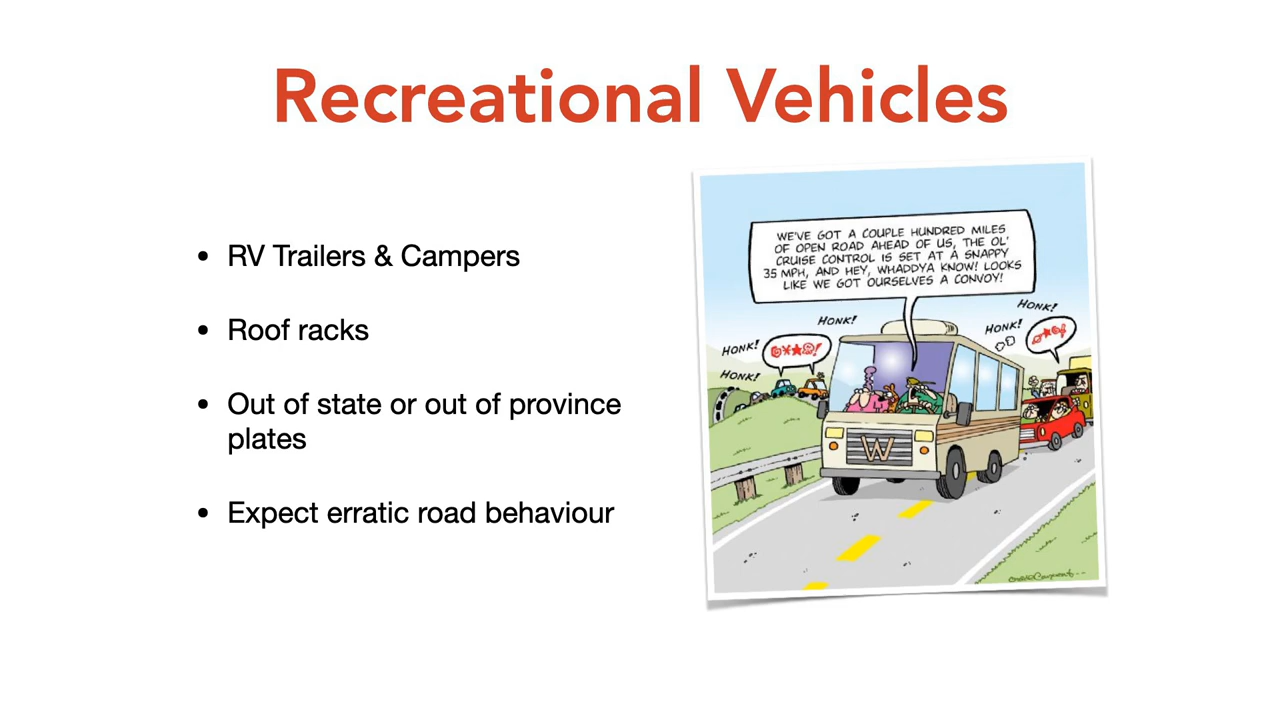 Recreational Vehicles
• RV Trailers & Campers
• Roof racks
• Out of state or out of province
plates
• Expect erratic road behaviour
WE'VE GOT A COUPLE HUNDRED MILES
OF OPEN ROAD AHEAD OF US, THE OL'
CRUISE CONTROL IS SET AT A SNAPPY
35 MPH, AND HEY, WHADDYA KNOW! LOOKS
LIKE WE GOT OURSELVES A CONVOY!
HONK!
HONK!
HONK!
HONK!
HONK!
W